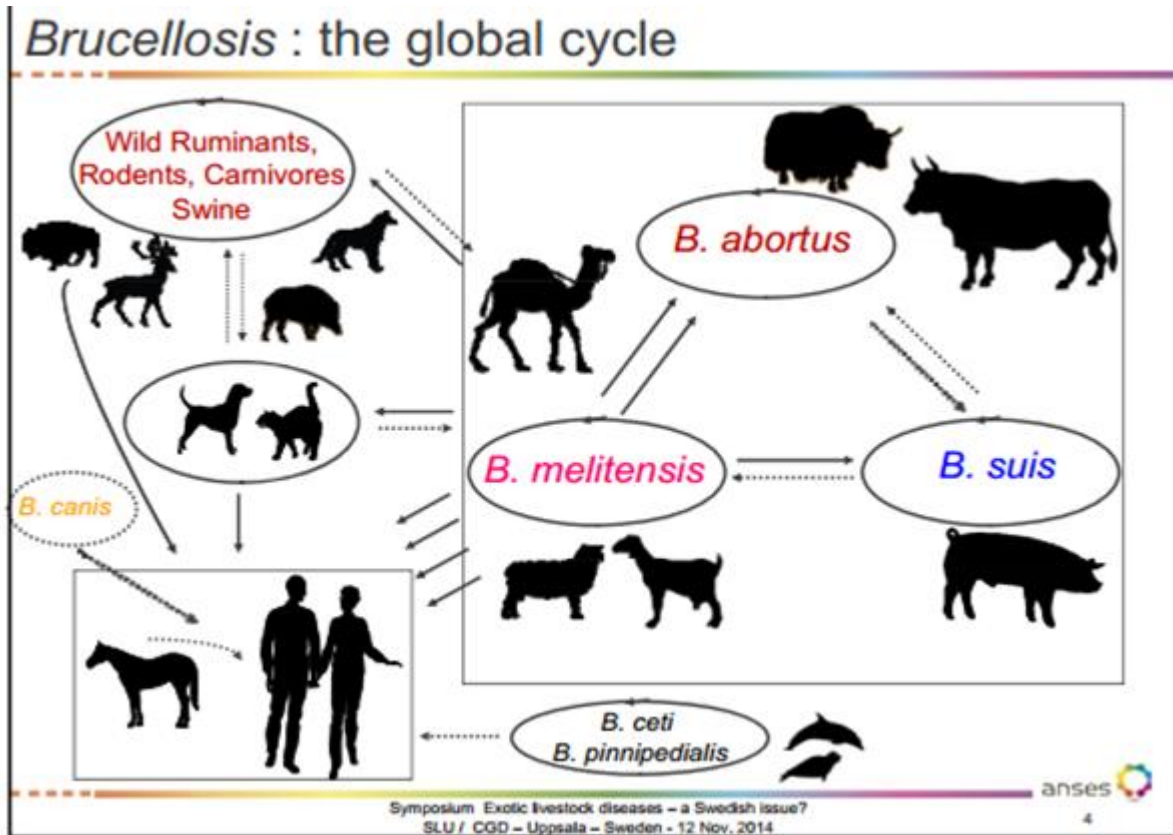 Brucellosis : the global cycle
Wild Ruminants,
Rodents, Carnivores
Swine
B. abortus
B. melitensis
B. suis
B. canis
B. ceti
B. pinnipedialis
anses
Symposium Exotic livestock diseases – a Swedish issue?
SLU / CGD – Uppsala – Sweden - 12 Nov. 2014
4